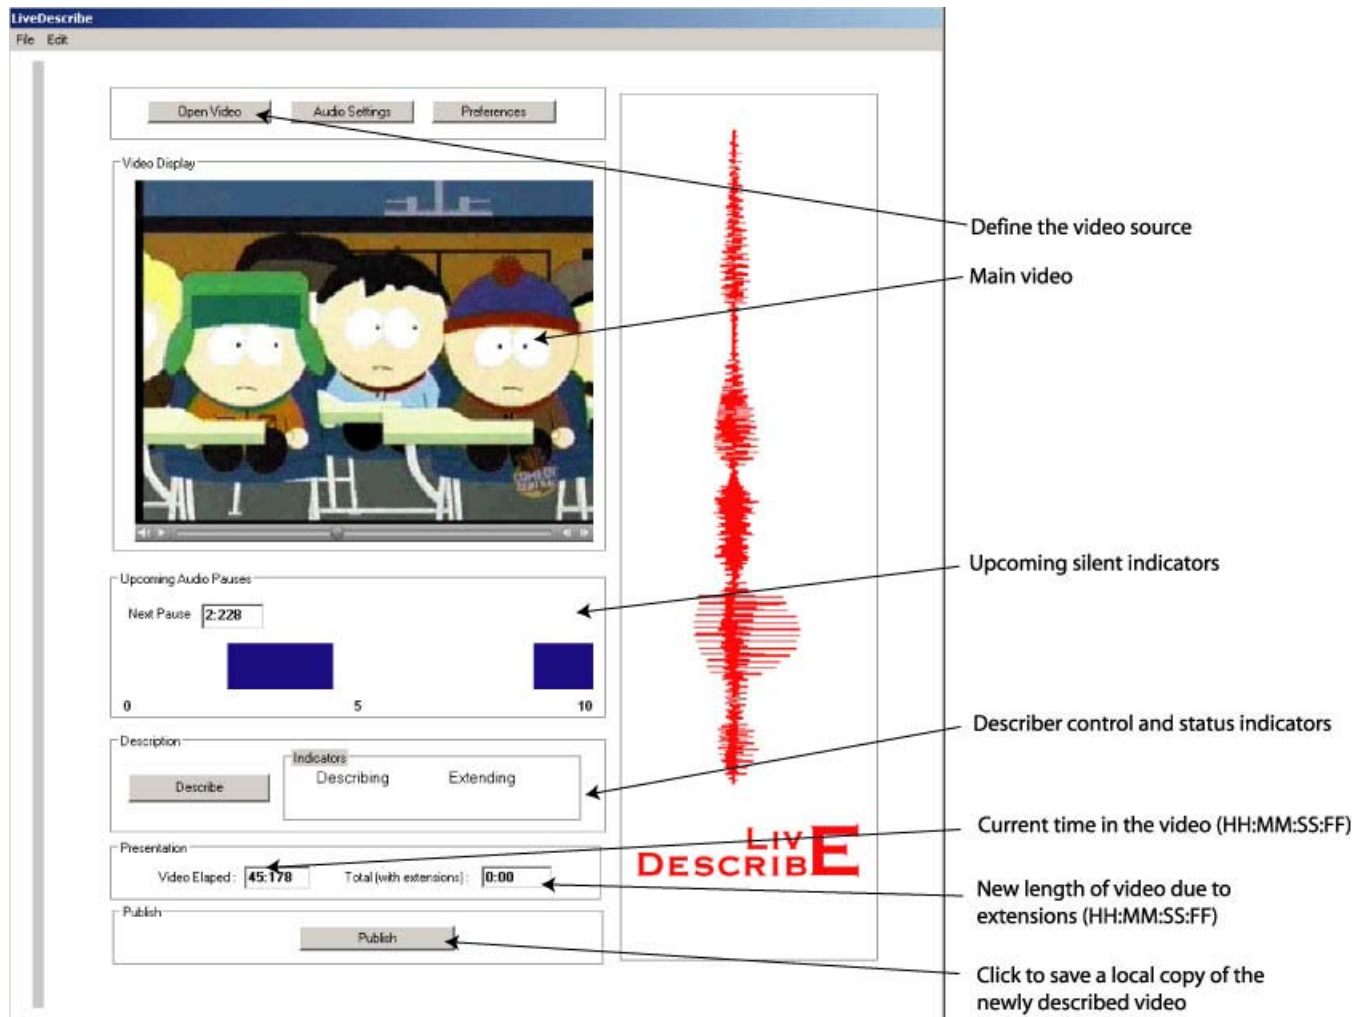 LiveDescribe
File Edit
Open Video
Audio Settings
Preferences
Video Display
COMEDY
CENTRAL
Upcoming Audio Pauses
Next Pause 2:228
0 5 10
Description
Describe
Indicators
Describing Extending
Presentation
Video Elaped : 45:178 Total (with extensions) : 0:00
Publish
Publish
LIVE
DESCRIBE
Define the video source
Main video
Upcoming silent indicators
Describer control and status indicators
Current time in the video (HH:MM:SS:FF)
New length of video due to
extensions (HH:MM:SS:FF)
Click to save a local copy of the
newly described video